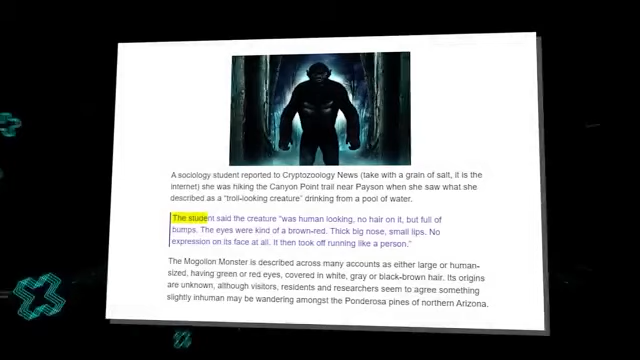 A sociology student reported to Cryptozoology News (take with a grain of salt, it is the
internet) she was hiking the Canyon Point trail near Payson when she saw what she
described as a “troll-looking creature” drinking from a pool of water.
The student said the creature “was human looking, no hair on it, but full of
bumps. The eyes were kind of a brown-red. Thick big nose, small lips. No
expression on its face at all. It then took off running like a person.”
The Mogollon Monster is described across many accounts as either large or human-
sized, having green or red eyes, covered in white, gray or black-brown hair. Its origins
are unknown, although visitors, residents and researchers seem to agree something
slightly inhuman may be wandering amongst the Ponderosa pines of northern Arizona.